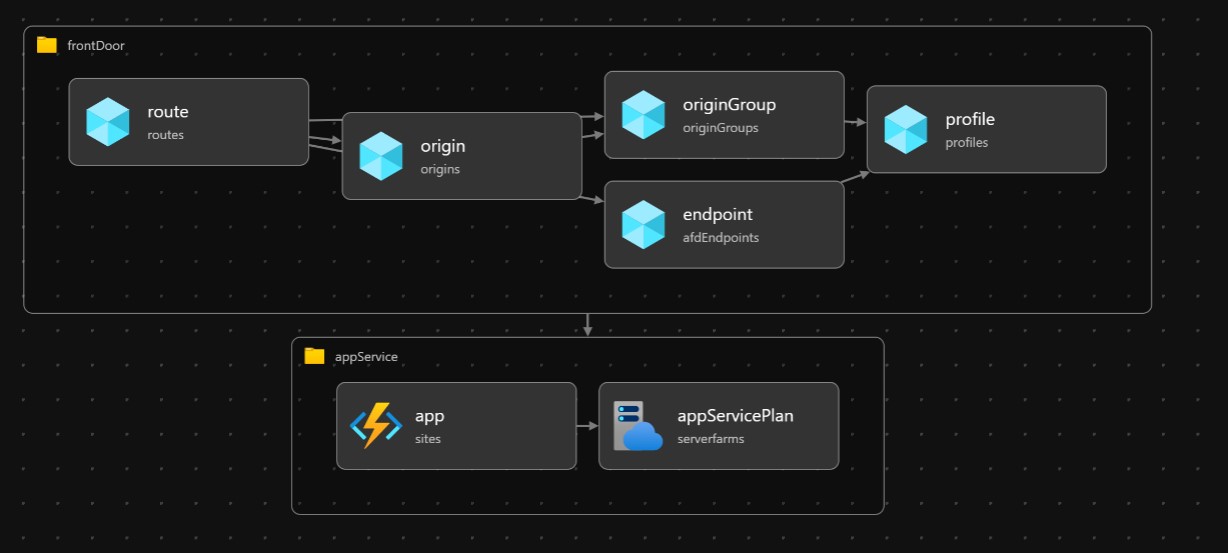 frontDoor
route
routes
origin
origins
originGroup
originGroups
endpoint
afdEndpoints
profile
profiles
appService
app
sites
appServicePlan
serverfarms